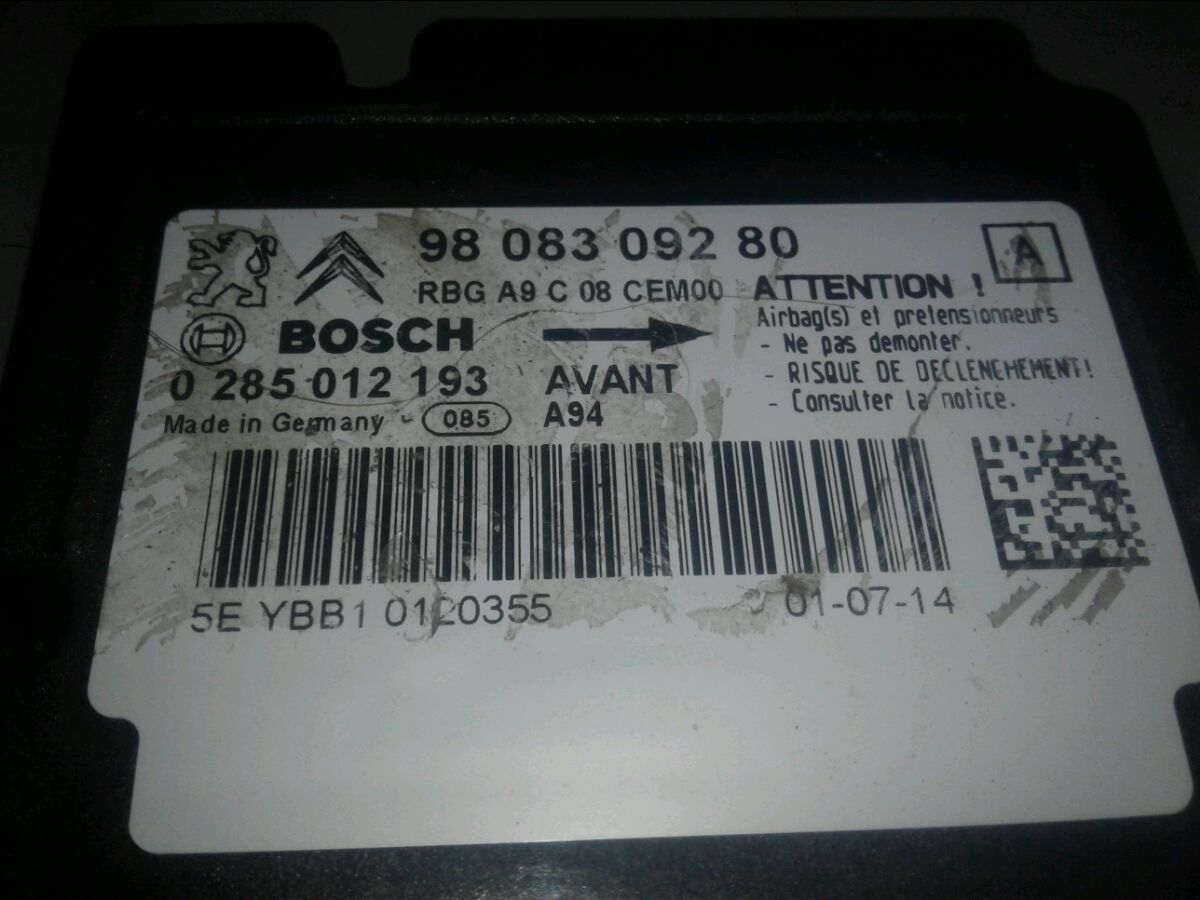 98 083 092 80
A
RBG A9 C 08 CEM00
ATTENTION !
Airbag(s) et pretensionneurs
- Ne pas demonter.
- RISQUE DE DECLENCHEMENT!
- Consulter la notice.
BOSCH
0 285 012 193
AVANT
Made in Germany - 085
A94
5E YBB1 0120355
01-07-14